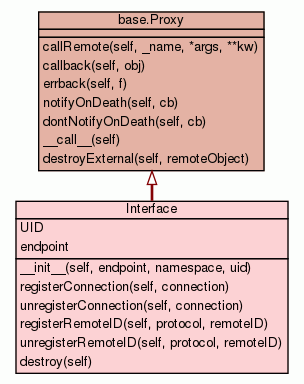 base.Proxy
callRemote(self, _name, *args, **kw)
callback(self, obj)
errback(self, f)
notifyOnDeath(self, cb)
dontNotifyOnDeath(self, cb)
__call__(self)
destroyExternal(self, remoteObject)
Interface
UID
endpoint
__init__(self, endpoint, namespace, uid)
registerConnection(self, connection)
unregisterConnection(self, connection)
registerRemoteID(self, protocol, remoteID)
unregisterRemoteID(self, protocol, remoteID)
destroy(self)